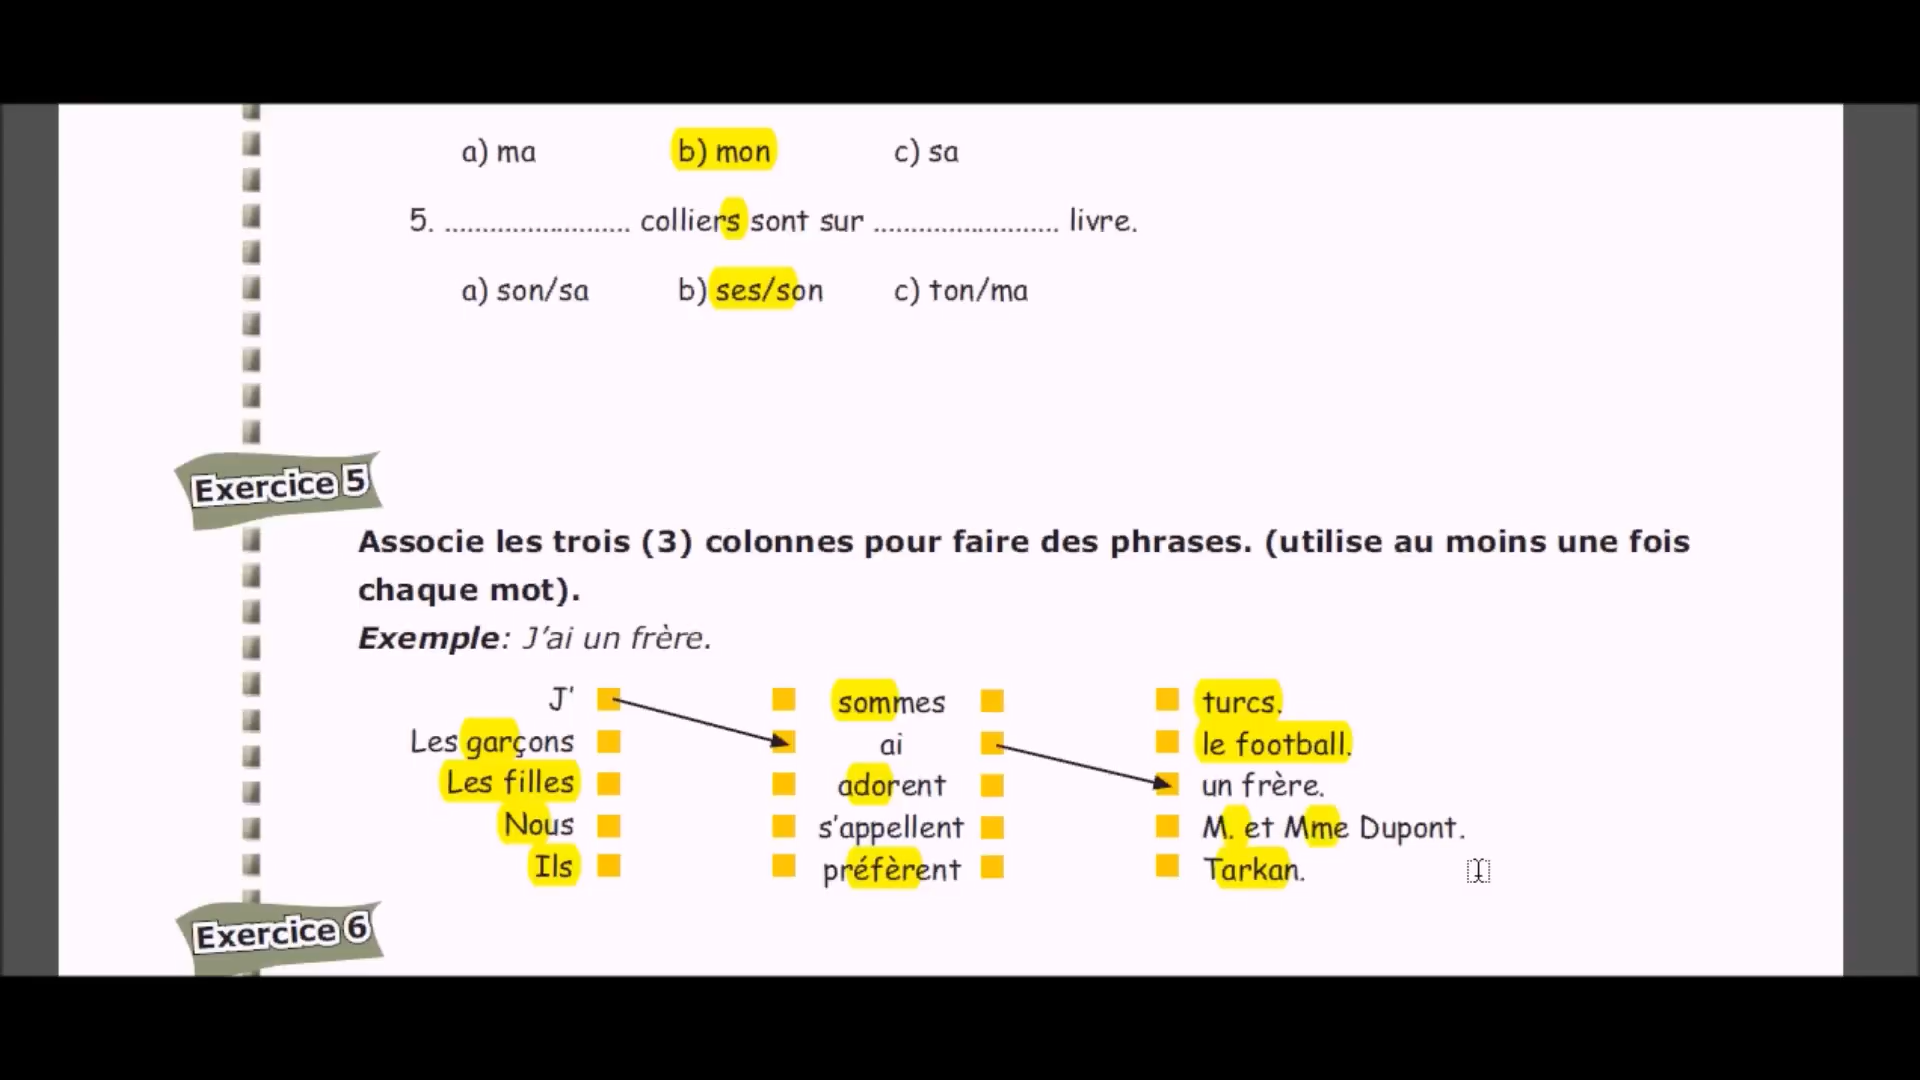 a) ma b) mon c) sa
5. ......................... colliers sont sur ......................... livre.
a) son/sa b) ses/son c) ton/ma
Exercice 5
Associe les trois (3) colonnes pour faire des phrases. (utilise au moins une fois
chaque mot).
Exemple: J'ai un frère.
J' sommes turcs.
Les garçons ai le football.
Les filles adorent un frère.
Nous s'appellent M. et Mme Dupont.
Ils préfèrent Tarkan.
Exercice 6